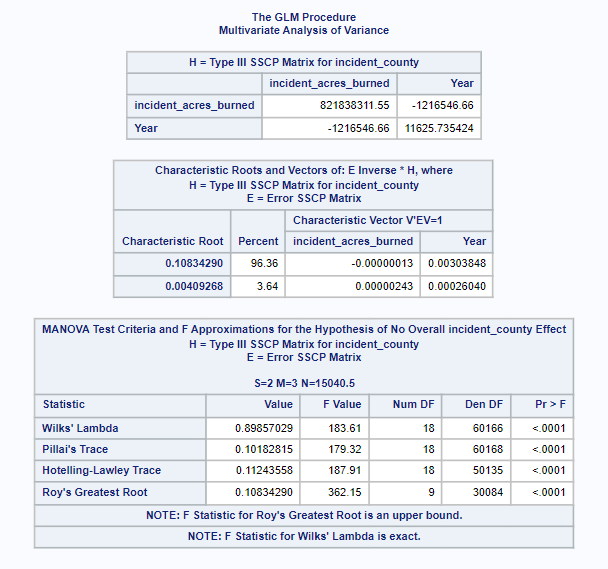 The GLM Procedure
Multivariate Analysis of Variance
H = Type III SSCP Matrix for incident_county
incident_acres_burned Year
incident_acres_burned 821838311.55 -1216546.66
Year -1216546.66 11625.735424
Characteristic Roots and Vectors of: E Inverse * H, where
H = Type III SSCP Matrix for incident_county
E = Error SSCP Matrix
Characteristic Vector V'EV=1
Characteristic Root Percent incident_acres_burned Year
0.10834290 96.36 -0.00000013 0.00303848
0.00409268 3.64 0.00000243 0.00026040
MANOVA Test Criteria and F Approximations for the Hypothesis of No Overall incident_county Effect
H = Type III SSCP Matrix for incident_county
E = Error SSCP Matrix
S=2 M=3 N=15040.5
Statistic Value F Value Num DF Den DF Pr > F
Wilks' Lambda 0.89857029 183.61 18 60166 <.0001
Pillai's Trace 0.10182815 179.32 18 60168 <.0001
Hotelling-Lawley Trace 0.11243558 187.91 18 50135 <.0001
Roy's Greatest Root 0.10834290 362.15 9 30084 <.0001
NOTE: F Statistic for Roy's Greatest Root is an upper bound.
NOTE: F Statistic for Wilks' Lambda is exact.